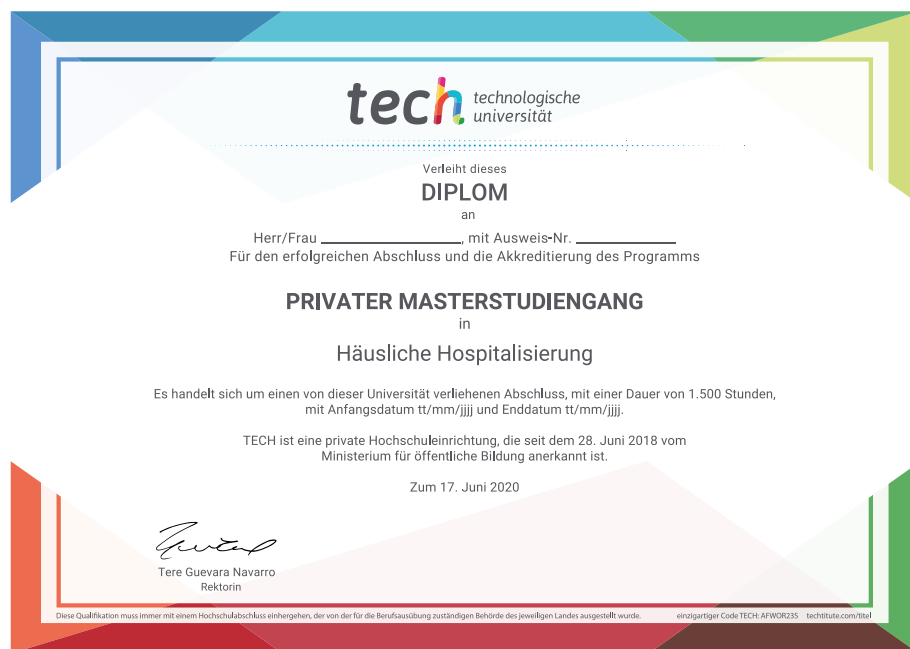 tech technologische
universität
Verleiht dieses
DIPLOM
an
Herr/Frau ____________________, mit Ausweis-Nr. ______________
Für den erfolgreichen Abschluss und die Akkreditierung des Programms
PRIVATER MASTERSTUDIENGANG
in
Häusliche Hospitalisierung
Es handelt sich um einen von dieser Universität verliehenen Abschluss, mit einer Dauer von 1.500 Stunden,
mit Anfangsdatum tt/mm/jjjj und Enddatum tt/mm/jjjj.
TECH ist eine private Hochschuleinrichtung, die seit dem 28. Juni 2018 vom
Ministerium für öffentliche Bildung anerkannt ist.
Zum 17. Juni 2020
Tere Guevara Navarro
Rektorin
Diese Qualifikation muss immer mit einem Hochschulabschluss einhergehen, der von der für die Berufsausübung zuständigen Behörde des jeweiligen Landes ausgestellt wurde. einzigartiger Code TECH: AFWOR235 techtitute.com/titel